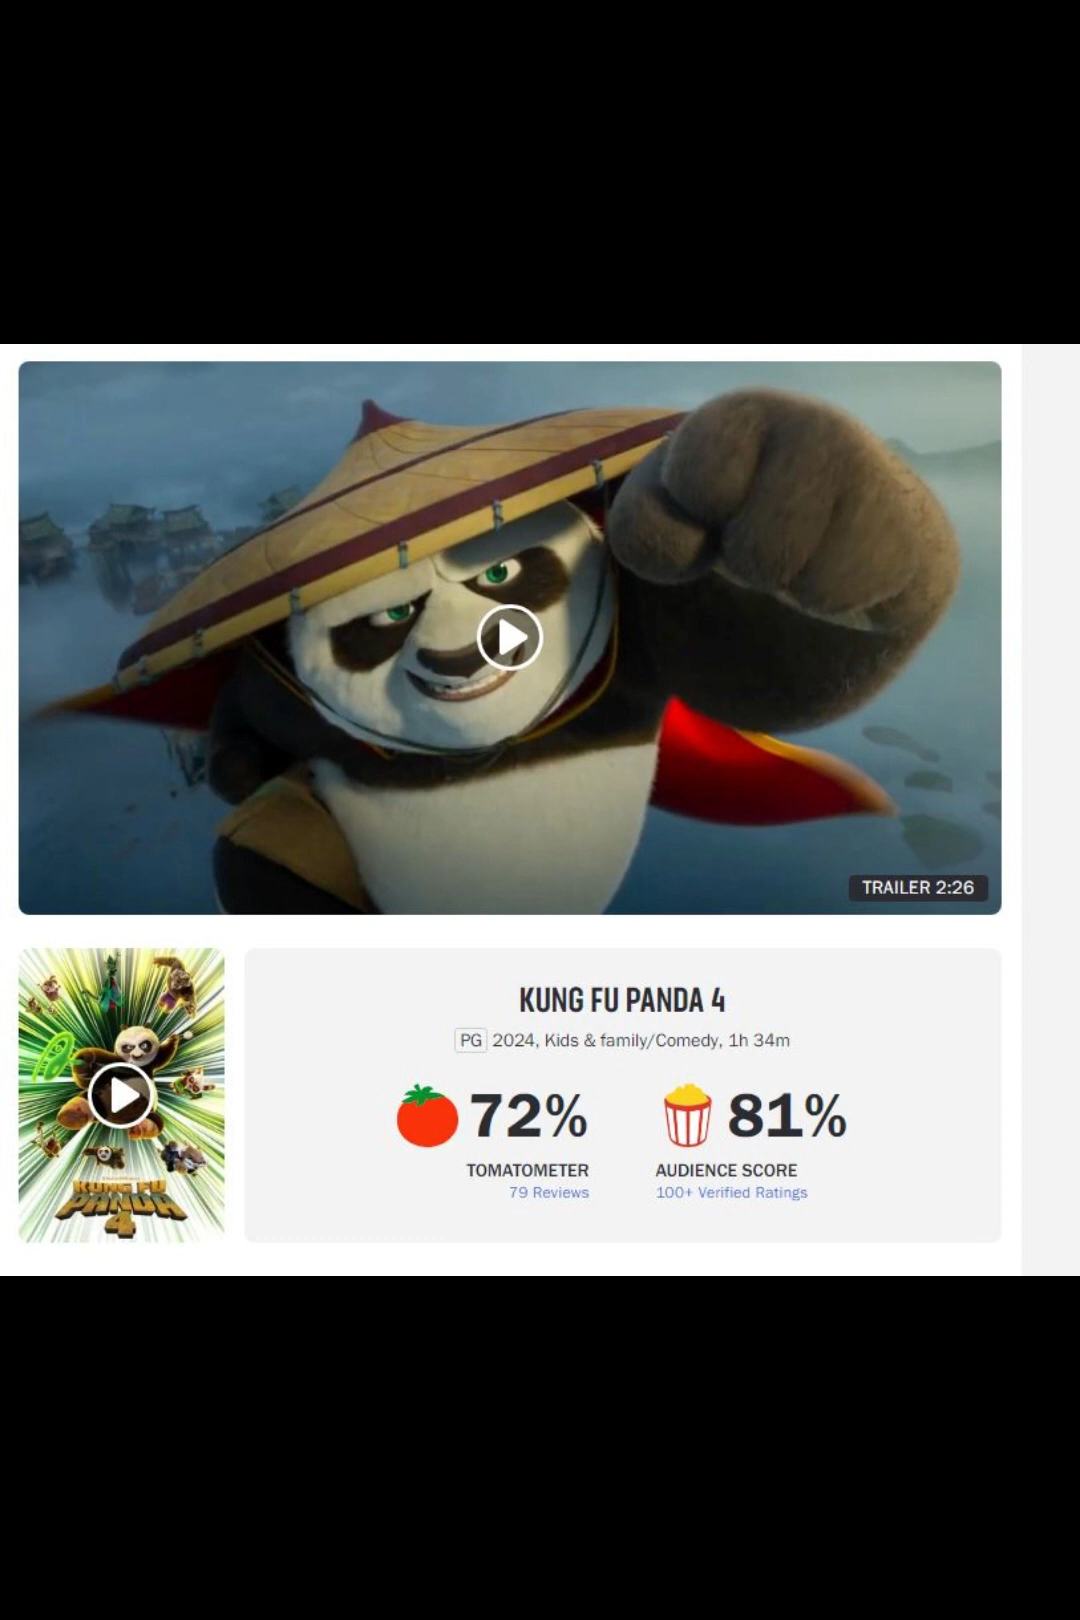 TRAILER 2:26
KUNG FU
PANDA
4
KUNG FU PANDA 4
PG 2024, Kids & family/Comedy, 1h 34m
72% 81%
TOMATOMETER AUDIENCE SCORE
79 Reviews 100+ Verified Ratings